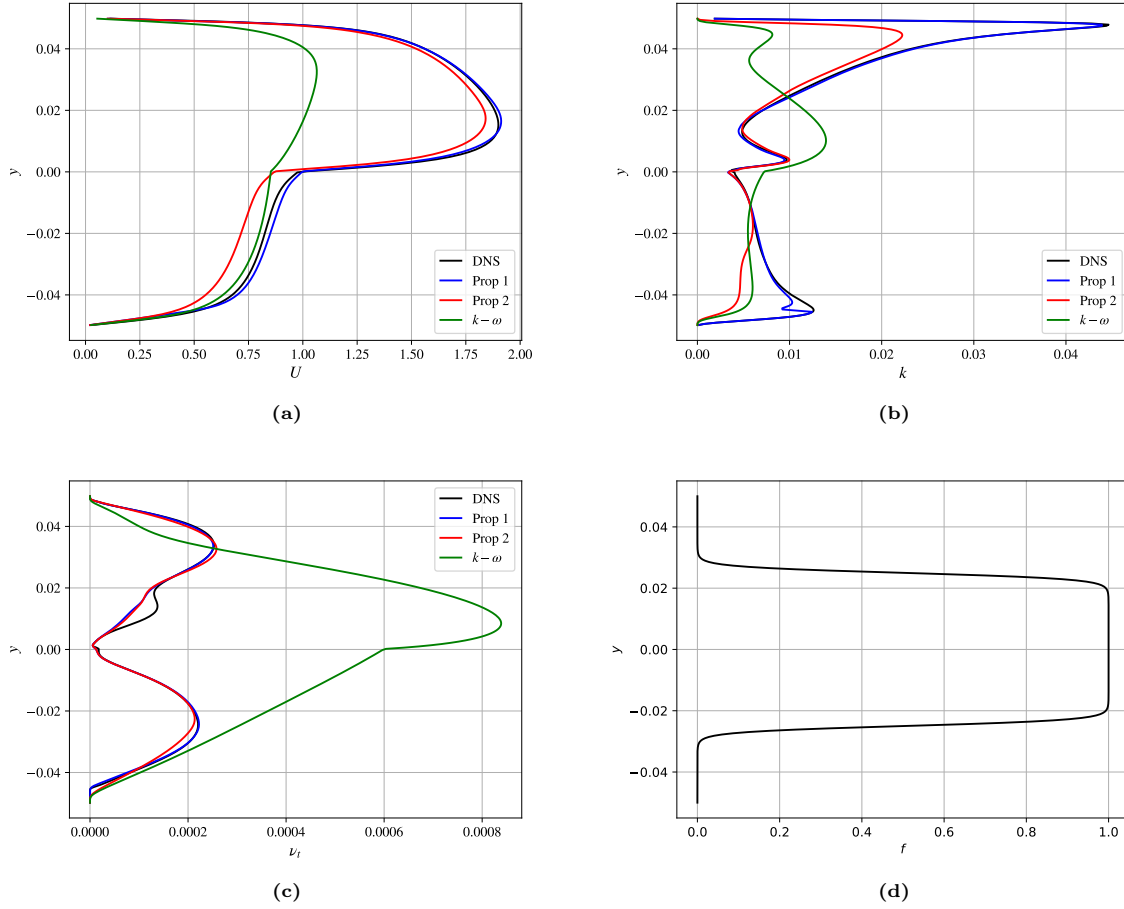 0.04
0.02
0.00
−0.02
−0.04
y
0.00 0.25 0.50 0.75 1.00 1.25 1.50 1.75 2.00
U
DNS
Prop 1
Prop 2
k − ω
(a)
0.04
0.02
0.00
−0.02
−0.04
y
0.00 0.01 0.02 0.03 0.04
k
DNS
Prop 1
Prop 2
k − ω
(b)
0.04
0.02
0.00
−0.02
−0.04
y
0.0000 0.0002 0.0004 0.0006 0.0008
νt
DNS
Prop 1
Prop 2
k − ω
(c)
0.04
0.02
0.00
−0.02
−0.04
y
0.0 0.2 0.4 0.6 0.8 1.0
f
(d)